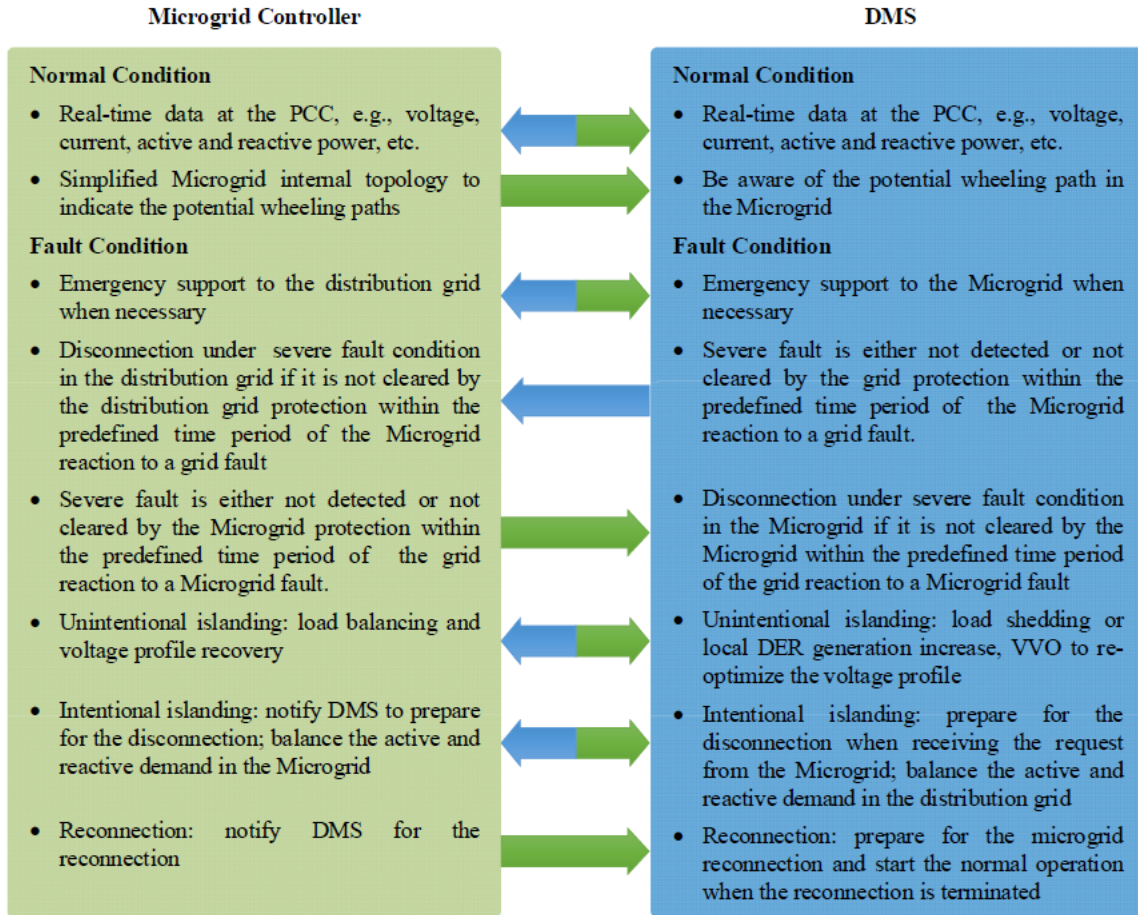 Microgrid Controller
DMS
Normal Condition
• Real-time data at the PCC, e.g., voltage,
current, active and reactive power, etc.
• Simplified Microgrid internal topology to
indicate the potential wheeling paths
Fault Condition
• Emergency support to the distribution grid
when necessary
• Disconnection under severe fault condition
in the distribution grid if it is not cleared by
the distribution grid protection within the
predefined time period of the Microgrid
reaction to a grid fault
• Severe fault is either not detected or not
cleared by the Microgrid protection within
the predefined time period of the grid
reaction to a Microgrid fault.
• Unintentional islanding: load balancing and
voltage profile recovery
• Intentional islanding: notify DMS to prepare
for the disconnection; balance the active and
reactive demand in the Microgrid
• Reconnection: notify DMS for the
reconnection
Normal Condition
• Real-time data at the PCC, e.g., voltage,
current, active and reactive power, etc.
• Be aware of the potential wheeling path in
the Microgrid
Fault Condition
• Emergency support to the Microgrid when
necessary
• Severe fault is either not detected or not
cleared by the grid protection within the
predefined time period of the Microgrid
reaction to a grid fault.
• Disconnection under severe fault condition
in the Microgrid if it is not cleared by the
Microgrid within the predefined time period
of the grid reaction to a Microgrid fault
• Unintentional islanding: load shedding or
local DER generation increase, VVO to re-
optimize the voltage profile
• Intentional islanding: prepare for the
disconnection when receiving the request
from the Microgrid; balance the active and
reactive demand in the distribution grid
• Reconnection: prepare for the microgrid
reconnection and start the normal operation
when the reconnection is terminated